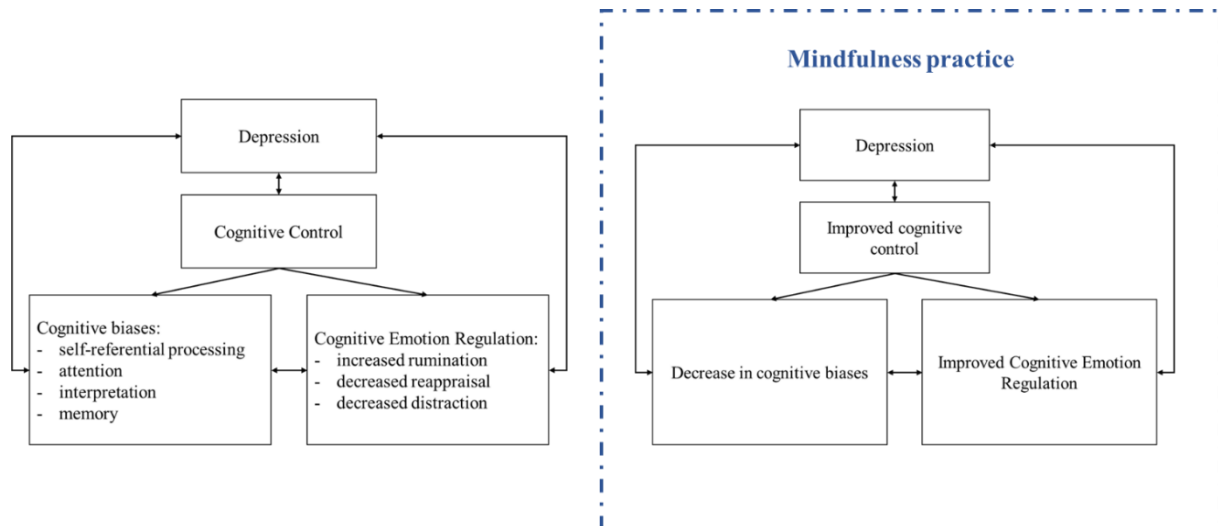 Depression
Cognitive Control
Cognitive biases:
- self-referential processing
- attention
- interpretation
- memory
Cognitive Emotion Regulation:
- increased rumination
- decreased reappraisal
- decreased distraction
Mindfulness practice
Depression
Improved cognitive
control
Decrease in cognitive biases
Improved Cognitive Emotion
Regulation